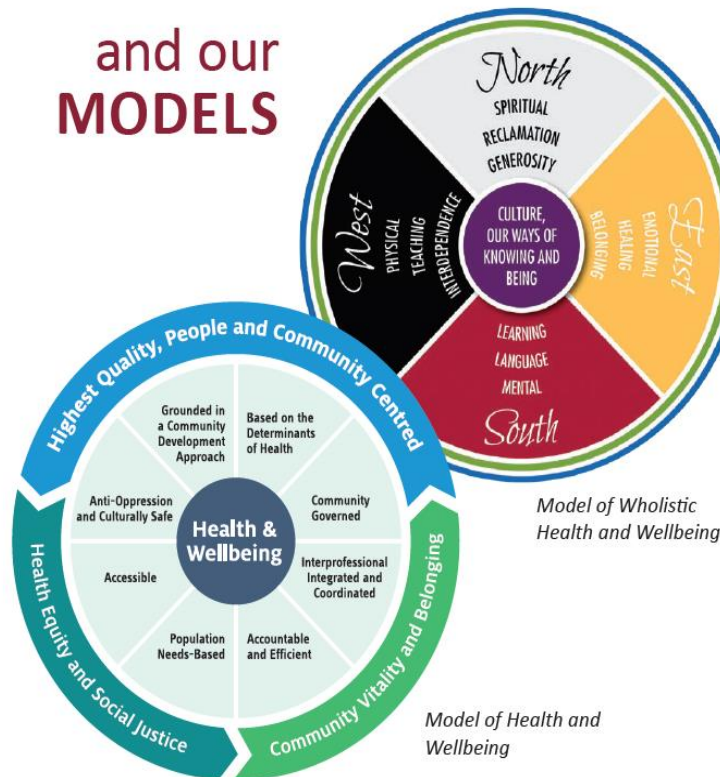 and our
MODELS
North
SPIRITUAL
RECLAMATION
GENEROSITY
West
PHYSICAL
TEACHING
INTERDEPENDENCE
CULTURE,
OUR WAYS OF
KNOWING AND
BEING
East
EMOTIONAL
HEALING
BELONGING
LEARNING
LANGUAGE
MENTAL
South
Model of Wholistic
Health and Wellbeing
Highest Quality, People and Community Centred
Grounded in
a Community
Development
Approach
Based on the
Determinants
of Health
Anti-Oppression
and Culturally Safe
Community
Governed
Health &
Wellbeing
Accessible
Interprofessional
Integrated and
Coordinated
Population
Needs-Based
Accountable
and Efficient
Health Equity and Social Justice
Community Vitality and Belonging
Model of Health and
Wellbeing